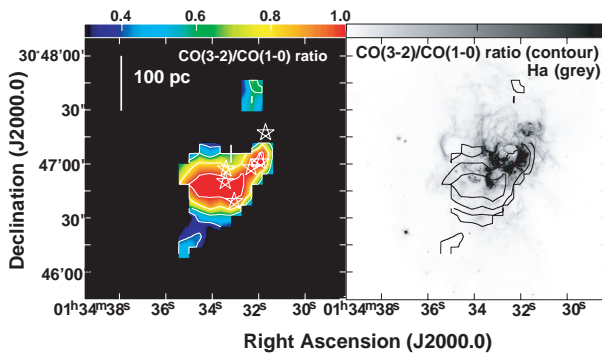 0.4 0.6 0.8 1.0
CO(3-2)/CO(1-0) ratio
CO(3-2)/CO(1-0) ratio (contour)
Ha (grey)
100 pc
Declination (J2000.0)
30°48'00"
30"
47'00"
30"
46'00"
01h34m38s 36s 34s 32s 30s
01h34m38s 36s 34s 32s 30s
Right Ascension (J2000.0)